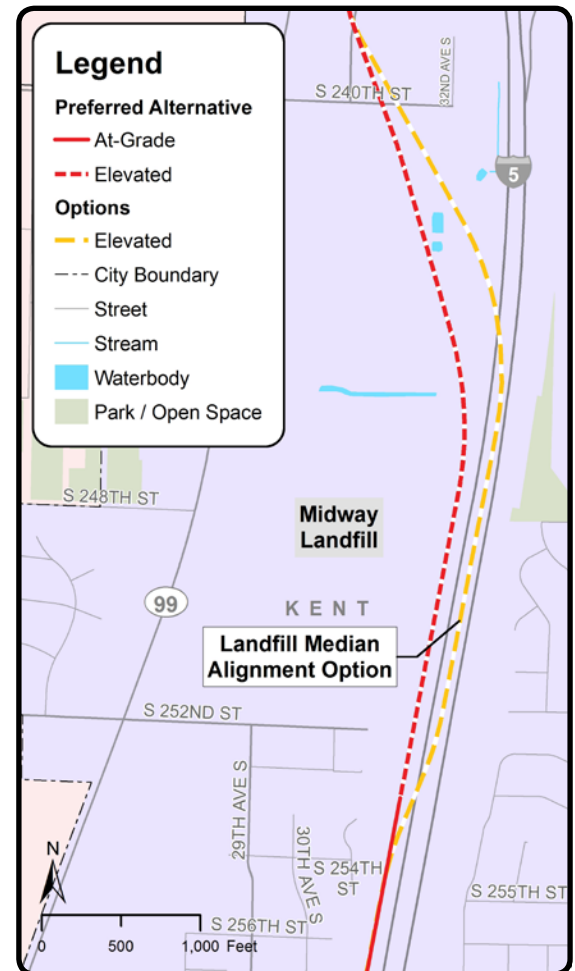 Legend
Preferred Alternative
At-Grade
Elevated
Options
Elevated
City Boundary
Street
Stream
Waterbody
Park / Open Space
S 240TH ST
32ND AVE S
5
S 248TH ST
Midway
Landfill
99
KENT
Landfill Median
Alignment Option
S 252ND ST
29TH AVE S
30TH AVE S
S 254TH
ST
S 255TH ST
S 256TH ST
N
0 500 1,000 Feet